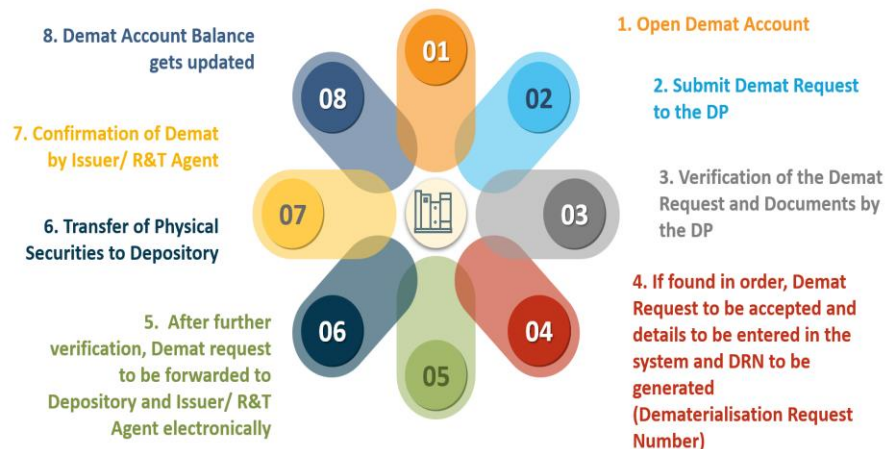 01
02
03
04
05
06
07
08
1. Open Demat Account
2. Submit Demat Request
to the DP
3. Verification of the Demat
Request and Documents by
the DP
4. If found in order, Demat
Request to be accepted and
details to be entered in the
system and DRN to be
generated
(Dematerialisation Request
Number)
5. After further
verification, Demat request
to be forwarded to
Depository and Issuer/ R&T
Agent electronically
6. Transfer of Physical
Securities to Depository
7. Confirmation of Demat
by Issuer/ R&T Agent
8. Demat Account Balance
gets updated